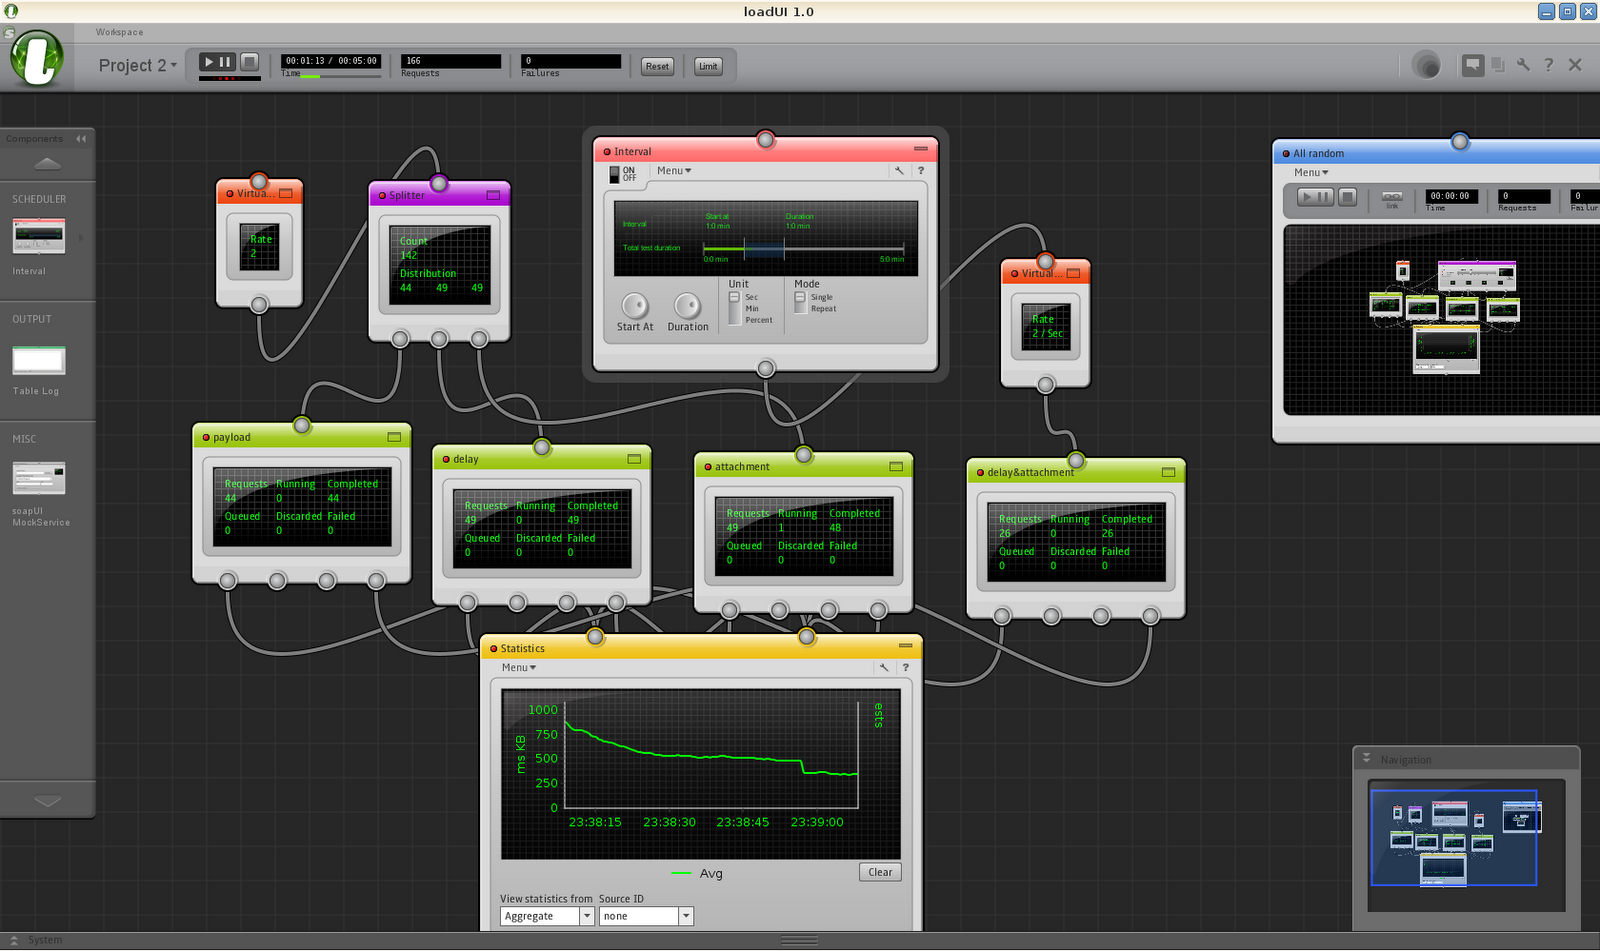 loadUI 1.0
Workspace
Project 2
00:01:13 / 00:05:00
Time
166
Requests
0
Failures
Reset
Limit
Components
SCHEDULER
Interval
OUTPUT
Table Log
MISC
soapUI
MockService
Virtua...
Rate
2
Splitter
Count
142
Distribution
44 49 49
Interval
ON
OFF
Menu
Interval
Start at
1:0 min
Duration
1:0 min
Total test duration
0:0 min
5:0 min
Start At
Duration
Unit
Sec
Min
Percent
Mode
Single
Repeat
Virtual...
Rate
2 / Sec
All random
Menu
link
00:00:00
Time
0
Requests
0
Failur
payload
Requests Running Completed
44 0 44
Queued Discarded Failed
0 0 0
delay
Requests Running Completed
49 0 49
Queued Discarded Failed
0 0 0
attachment
Requests Running Completed
49 1 48
Queued Discarded Failed
0 0 0
delay&attachment
Requests Running Completed
26 0 26
Queued Discarded Failed
0 0 0
Statistics
Menu
?
1000
750
500
250
0
ms KB
ests
23:38:15 23:38:30 23:38:45 23:39:00
Avg
Clear
View statistics from Source ID
Aggregate none
Navigation
System